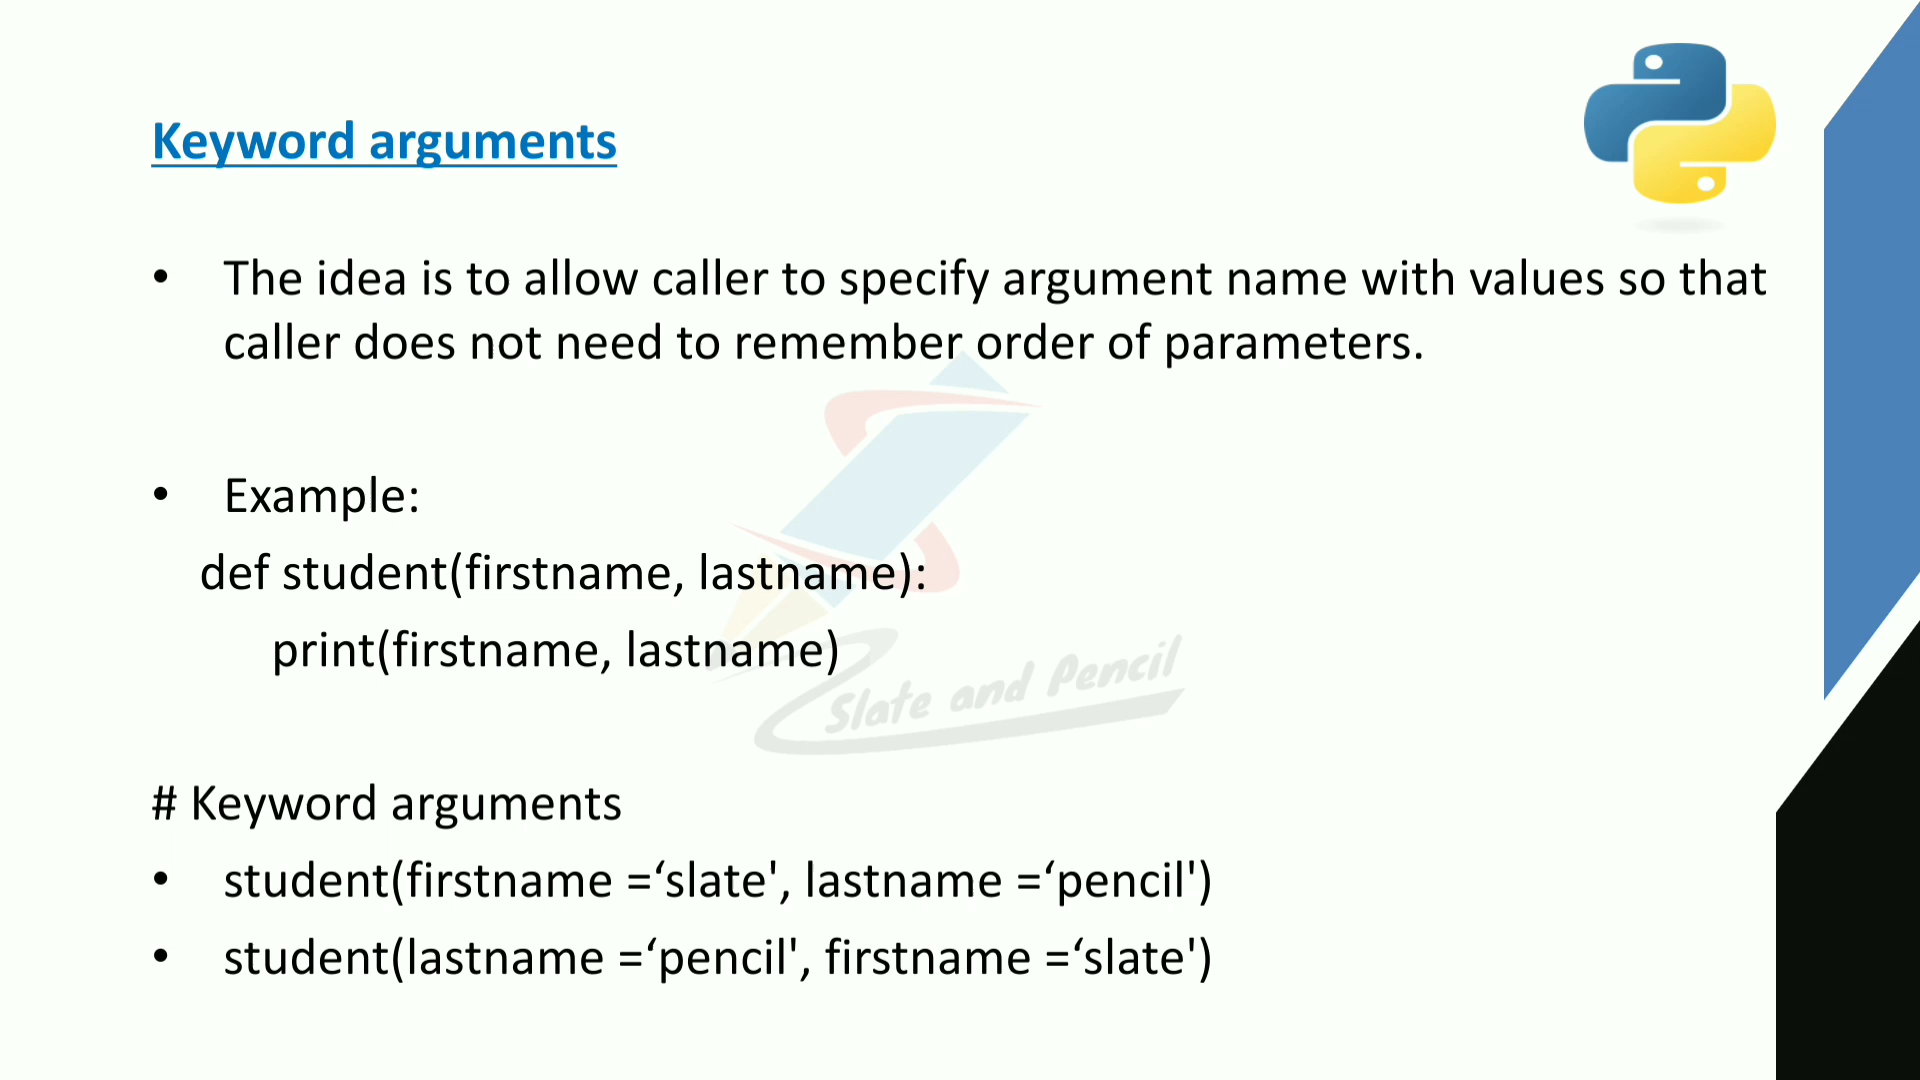 Keyword arguments
• The idea is to allow caller to specify argument name with values so that
caller does not need to remember order of parameters.
• Example:
def student(firstname, lastname):
print(firstname, lastname)
Slate and Pencil
# Keyword arguments
• student(firstname =‘slate', lastname =‘pencil')
• student(lastname =‘pencil', firstname =‘slate')